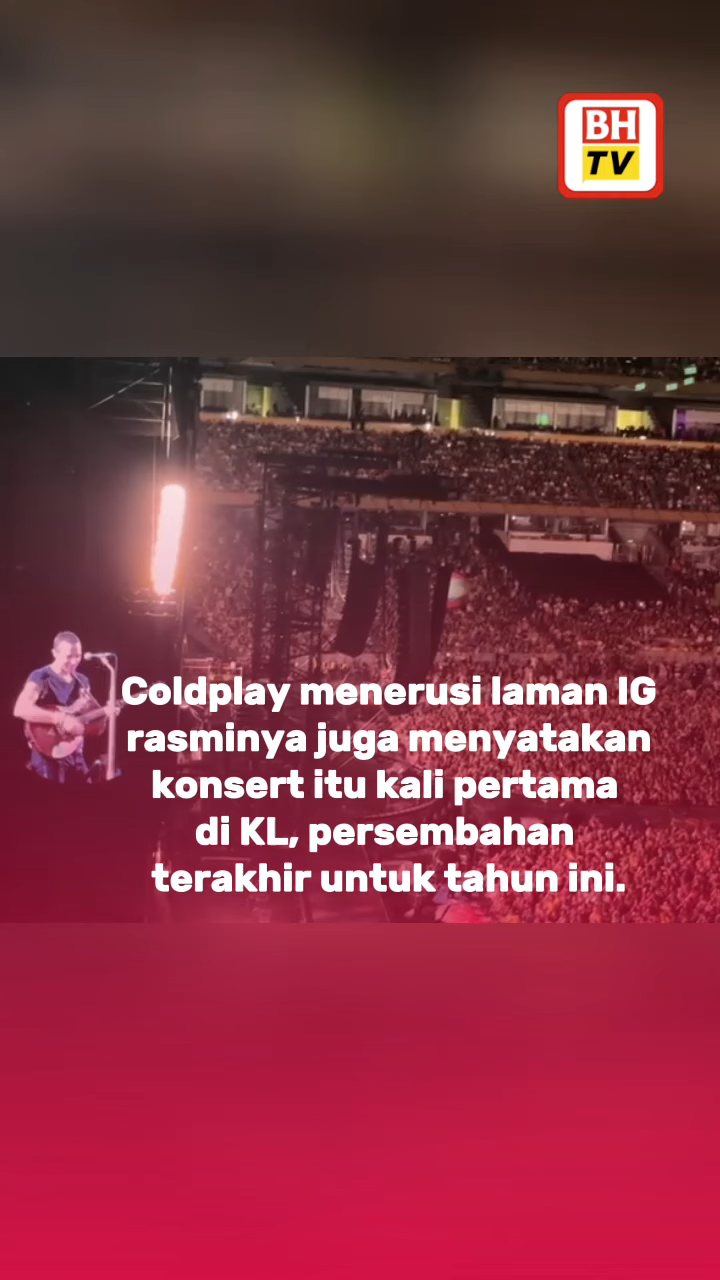 BH
TV
Coldplay menerusi laman IG
rasminya juga menyatakan
konsert itu kali pertama
di KL, persembahan
terakhir untuk tahun ini.